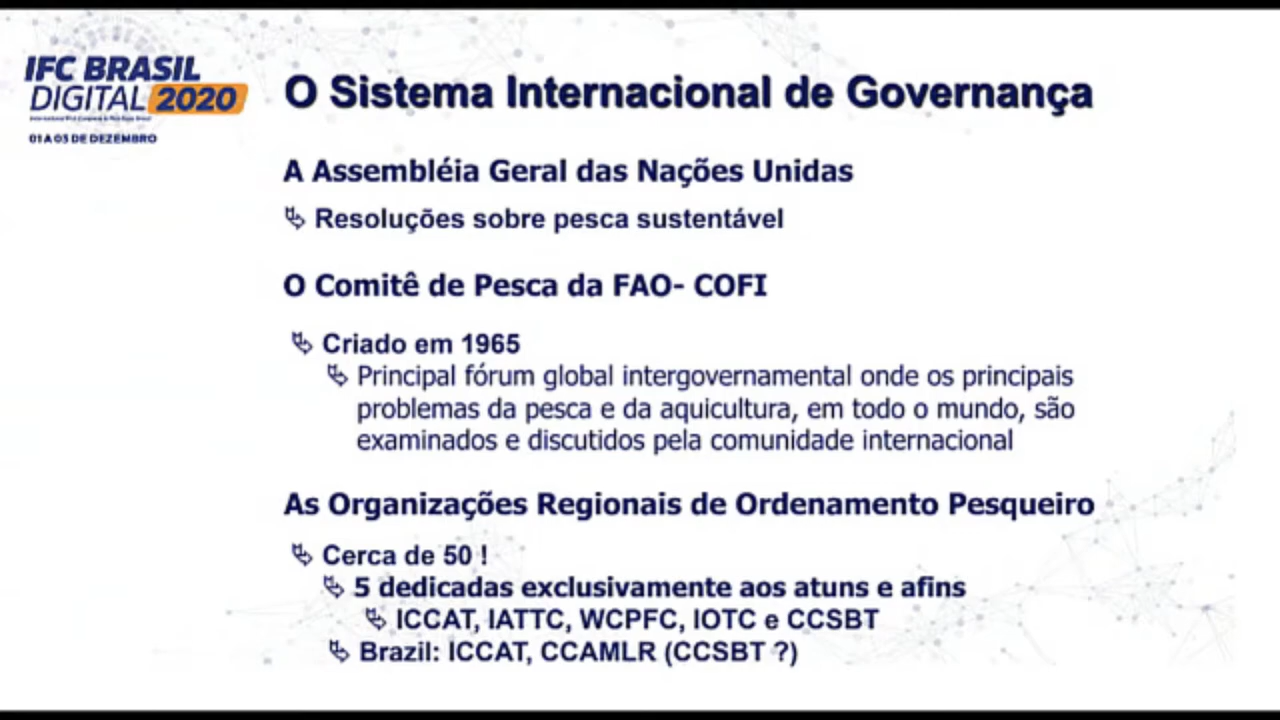 IFC BRASIL
DIGITAL 2020
01 A 03 DE DEZEMBRO
O Sistema Internacional de Governança
A Assembléia Geral das Nações Unidas
Resoluções sobre pesca sustentável
O Comitê de Pesca da FAO- COFI
Criado em 1965
Principal fórum global intergovernamental onde os principais
problemas da pesca e da aquicultura, em todo o mundo, são
examinados e discutidos pela comunidade internacional
As Organizações Regionais de Ordenamento Pesqueiro
Cerca de 50 !
5 dedicadas exclusivamente aos atuns e afins
ICCAT, IATTC, WCPFC, IOTC e CCSBT
Brazil: ICCAT, CCAMLR (CCSBT ?)